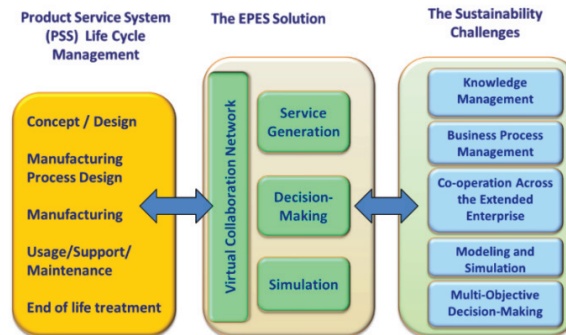 Product Service System
(PSS)  Life Cycle
Management
The EPES Solution
The Sustainability
Challenges
Concept / Design
Manufacturing
Process Design
Manufacturing
Usage/Support/
Maintenance
End of life treatment
Virtual Collaboration Network
Service
Generation
Decision-
Making
Simulation
Knowledge
Management
Business Process
Management
Co-operation Across
the Extended
Enterprise
Modeling and
Simulation
Multi-Objective
Decision-Making